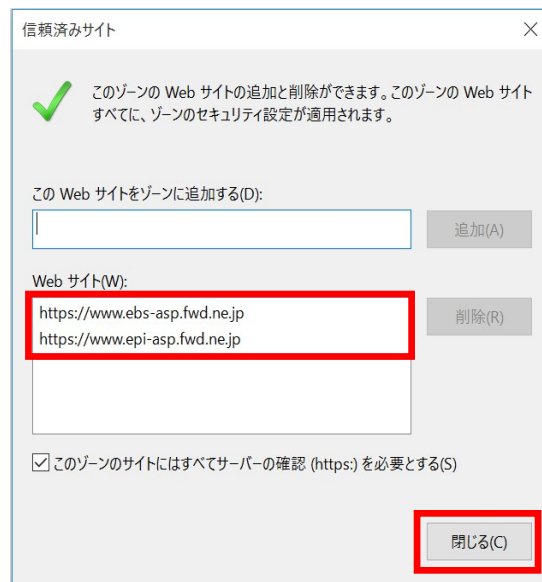 信頼済みサイト
このゾーンの Web サイトの追加と削除ができます。このゾーンの Web サイト
すべてに、ゾーンのセキュリティ設定が適用されます。
この Web サイトをゾーンに追加する(D):
追加(A)
Web サイト(W):
https://www.ebs-asp.fwd.ne.jp
https://www.epi-asp.fwd.ne.jp
削除(R)
このゾーンのサイトにはすべてサーバーの確認 (https:) を必要とする(S)
閉じる(C)